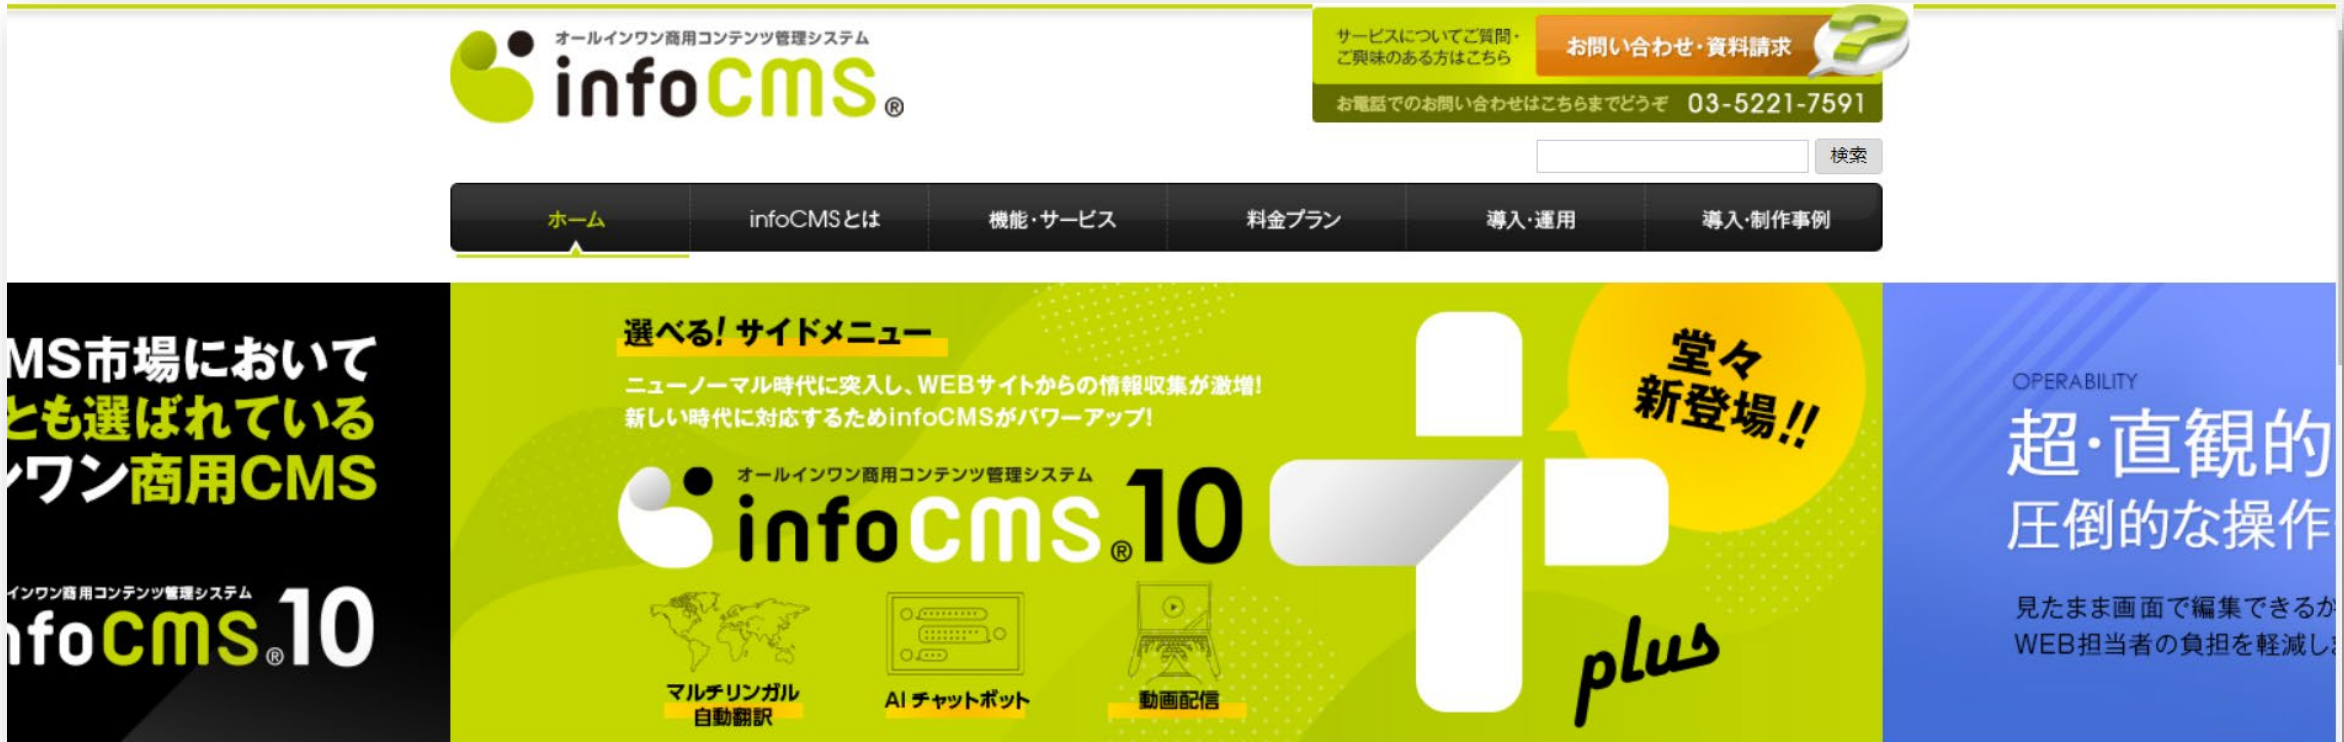 オールインワン商用コンテンツ管理システム
infoCMS®
サービスについてご質問・
ご興味のある方はこちら
お問い合わせ・資料請求
?
お電話でのお問い合わせはこちらまでどうぞ 03-5221-7591
検索
ホーム
infoCMSとは
機能・サービス
料金プラン
導入・運用
導入・制作事例
MS市場において
とも選ばれている
ンワン商用CMS
インワン商用コンテンツ管理システム
nfoCMS®10
選べる!サイドメニュー
ニューノーマル時代に突入し、WEBサイトからの情報収集が激増!
新しい時代に対応するためinfoCMSがパワーアップ!
オールインワン商用コンテンツ管理システム
infoCMS®10
plus
堂々
新登場!!
マルチリンガル
自動翻訳
AIチャットボット
動画配信
OPERABILITY
超・直観的
圧倒的な操作
見たまま画面で編集できるか
WEB担当者の負担を軽減し